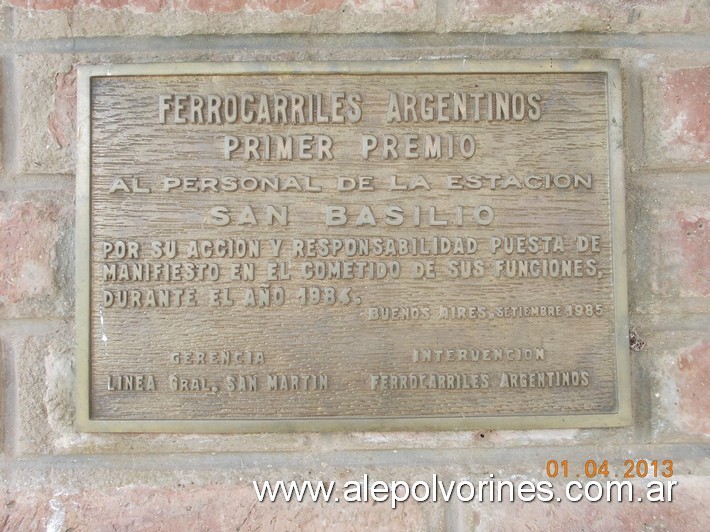 FERROCARRILES ARGENTINOS
PRIMER PREMIO
AL PERSONAL DE LA ESTACION
SAN BASILIO
POR SU ACCION Y RESPONSABILIDAD PUESTA DE
MANIFIESTO EN EL COMETIDO DE SUS FUNCIONES,
DURANTE EL AÑO 1984.
BUENOS AIRES, SETIEMBRE 1985
GERENCIA
LINEA GRAL. SAN MARTIN
INTERVENCION
FERROCARRILES ARGENTINOS
01.04.2013
www.alepolvorines.com.ar